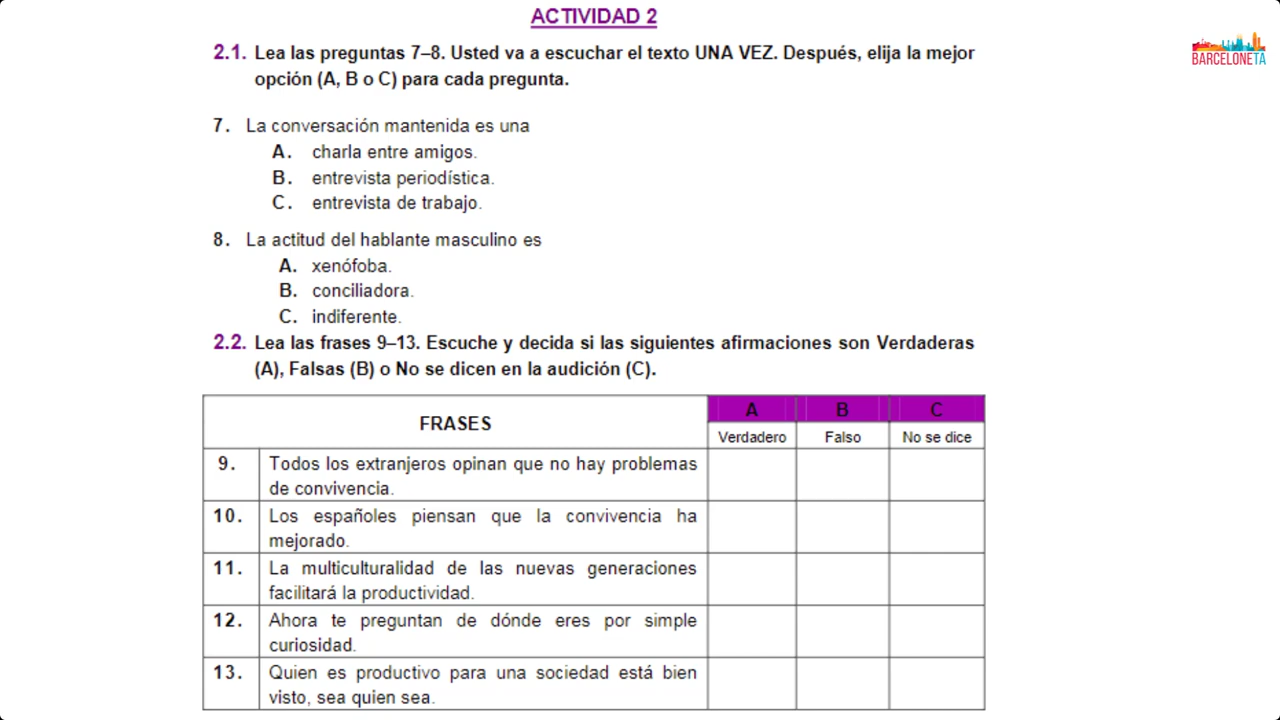 ACTIVIDAD 2
BARCELONETA
2.1. Lea las preguntas 7–8. Usted va a escuchar el texto UNA VEZ. Después, elija la mejor
opción (A, B o C) para cada pregunta.
7. La conversación mantenida es una
A. charla entre amigos.
B. entrevista periodística.
C. entrevista de trabajo.
8. La actitud del hablante masculino es
A. xenófoba.
B. conciliadora.
C. indiferente.
2.2. Lea las frases 9–13. Escuche y decida si las siguientes afirmaciones son Verdaderas
(A), Falsas (B) o No se dicen en la audición (C).
FRASES
A B C
Verdadero Falso No se dice
9. Todos los extranjeros opinan que no hay problemas
de convivencia.
10. Los españoles piensan que la convivencia ha
mejorado.
11. La multiculturalidad de las nuevas generaciones
facilitará la productividad.
12. Ahora te preguntan de dónde eres por simple
curiosidad.
13. Quien es productivo para una sociedad está bien
visto, sea quien sea.